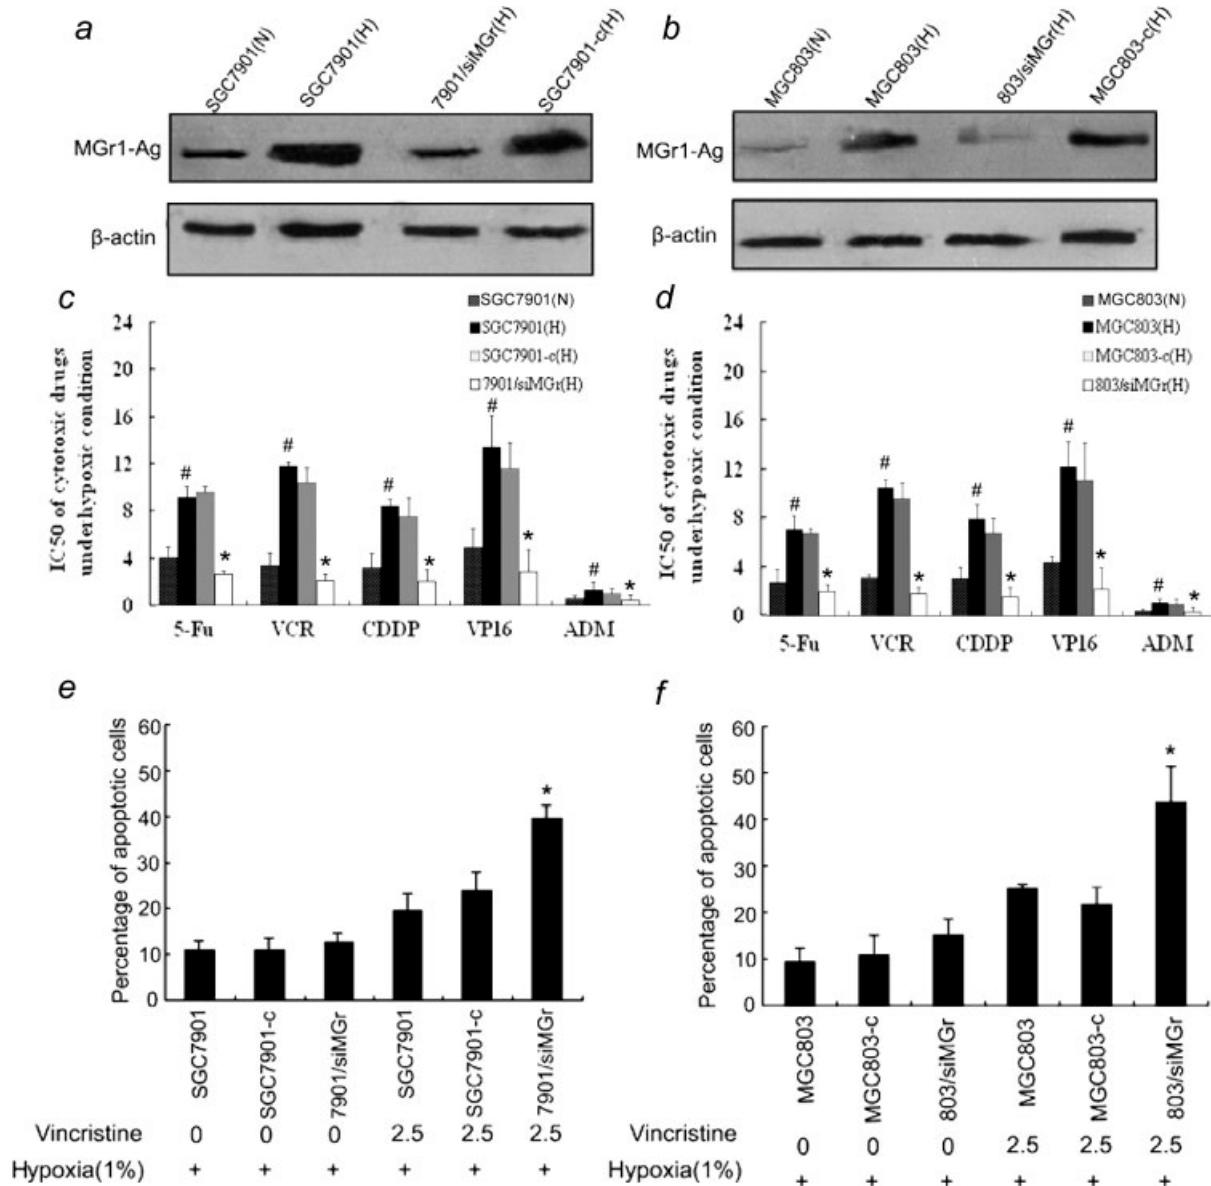 a
SGC7901(N)
SGC7901(H)
7901/siMGr(H)
SGC7901-c(H)
MGr1-Ag
β-actin
b
MGC803(N)
MGC803(H)
803/siMGr(H)
MGC803-c(H)
MGr1-Ag
β-actin
c
SGC7901(N)
SGC7901(H)
SGC7901-c(H)
7901/siMGr(H)
IC50 of cytotoxic drugs
underhypoxic condition
24
20
16
12
8
4
0
# # # # #
* * * * *
5-Fu VCR CDDP VP16 ADM
d
MGC803(N)
MGC803(H)
MGC803-c(H)
803/siMGr(H)
IC50 of cytotoxic drugs
underhypoxic condition
24
20
16
12
8
4
0
# # # # #
* * * * *
5-Fu VCR CDDP VP16 ADM
e
Percentage of apoptotic cells
60
50
40
30
20
10
0
*
SGC7901
SGC7901-c
7901/siMGr
SGC7901
SGC7901-c
7901/siMGr
Vincristine 0 0 0 2.5 2.5 2.5
Hypoxia(1%) + + + + + +
f
Percentage of apoptotic cells
60
50
40
30
20
10
0
*
MGC803
MGC803-c
803/siMGr
MGC803
MGC803-c
803/siMGr
Vincristine 0 0 0 2.5 2.5 2.5
Hypoxia(1%) + + + + + +